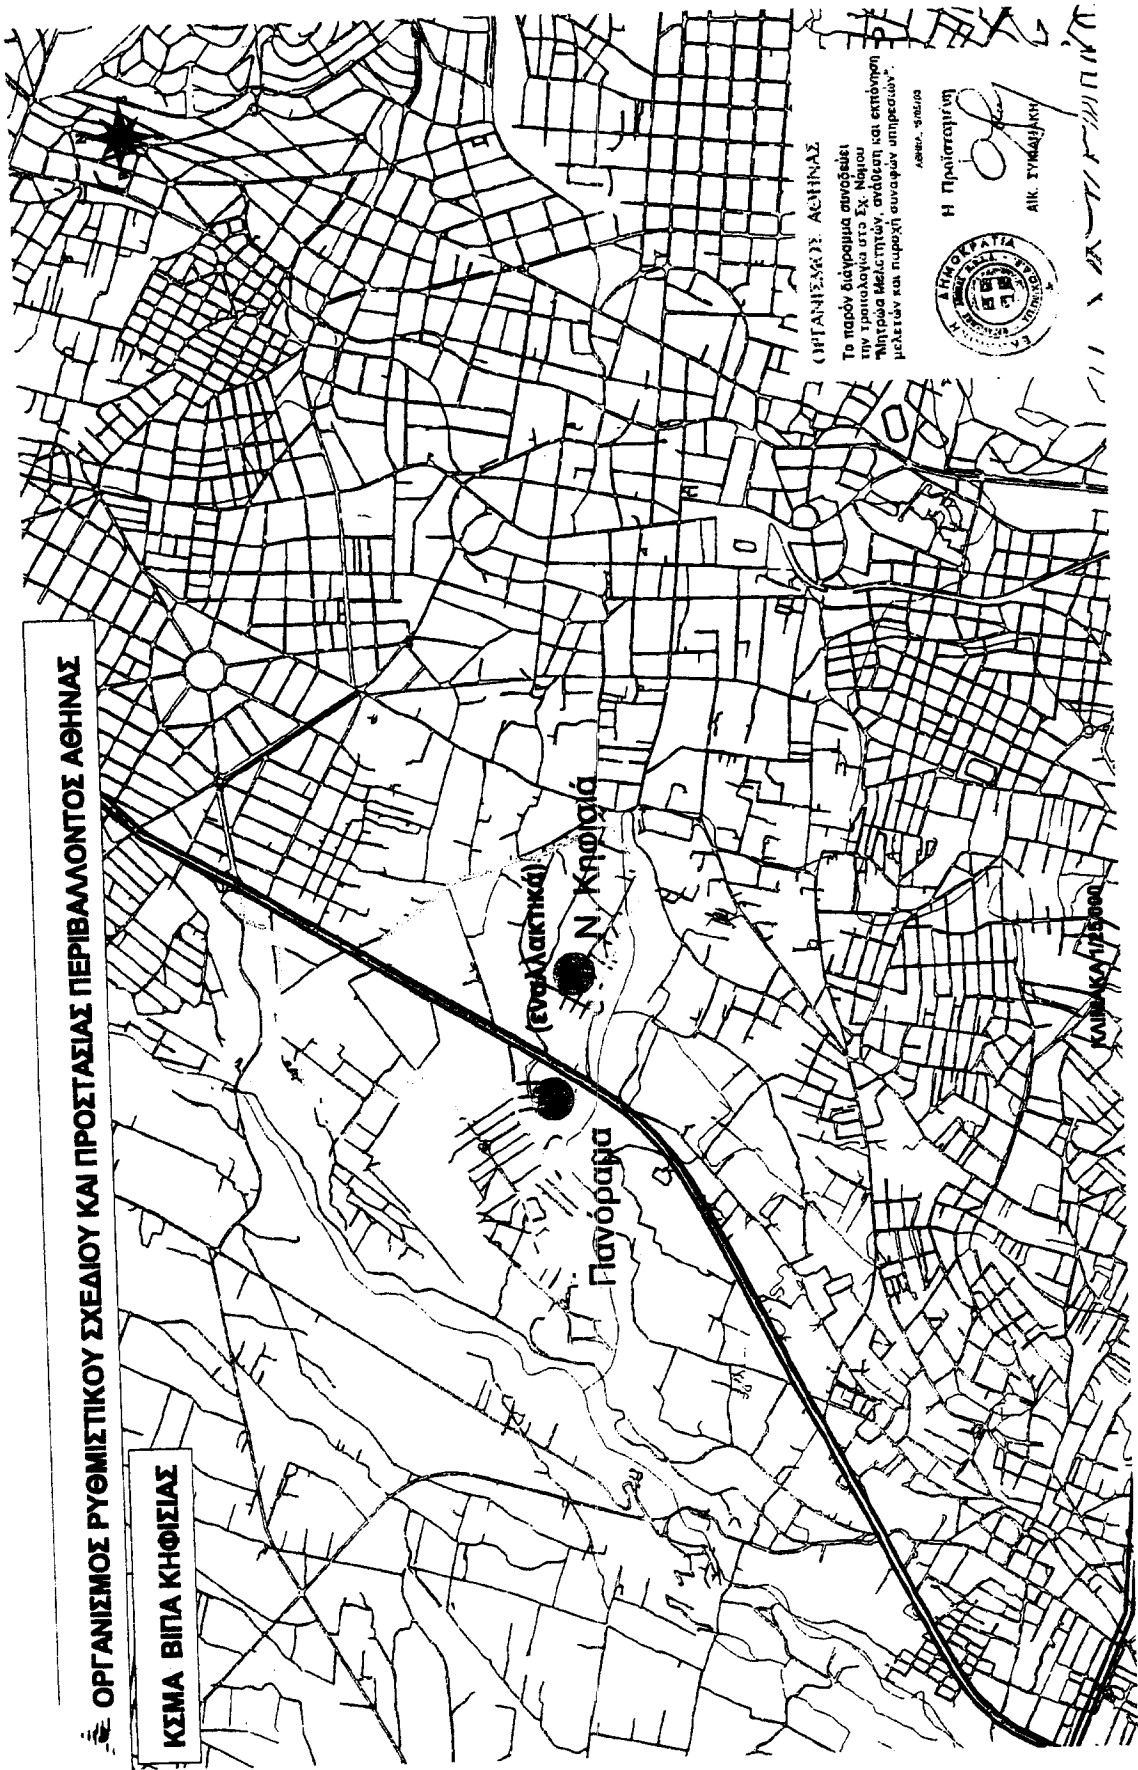 ΟΡΓΑΝΙΣΜΟΣ ΡΥΘΜΙΣΤΙΚΟΥ ΣΧΕΔΙΟΥ ΚΑΙ ΠΡΟΣΤΑΣΙΑΣ ΠΕΡΙΒΑΛΛΟΝΤΟΣ ΑΘΗΝΑΣ
ΚΣΜΑ ΒΙΠΑ ΚΗΦΙΣΙΑΣ
(εναλλακτικά)
Ν Κηφισιά
Πανόραμα
ΟΡΓΑΝΙΣΜΟΣ ΑΘΗΝΑΣ
Το παρόν διάγραμμα συνοδεύει
την τροπολογία στο Σχ. Νόμου
"Μητρώα Μελετητών, ανάθεση και εκπόνηση
μελετών και παροχή συναφών υπηρεσιών".
ΑΘΗΝΑ,
Η Προϊσταμένη
ΑΙΚ.
ΔΗΜΟΚΡΑΤΙΑ
ΚΛΙΜΑΚΑ 1/25000